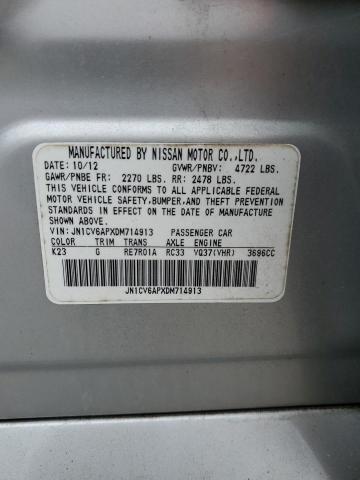 MANUFACTURED BY NISSAN MOTOR CO.,LTD.
DATE: 10/12 GVWR/PNBV: 4722 LBS.
GAWR/PNBE FR: 2270 LBS. RR: 2478 LBS.
THIS VEHICLE CONFORMS TO ALL APPLICABLE FEDERAL
MOTOR VEHICLE SAFETY, BUMPER, AND THEFT PREVENTION
STANDARDS IN EFFECT ON THE DATE OF MANUFACTURE
SHOWN ABOVE.
VIN: JN1CV6APXDM714913 PASSENGER CAR
COLOR TRIM TRANS AXLE ENGINE
K23 G RE7R01A RC33 VQ37(VHR) 3696CC
JN1CV6APXDM714913